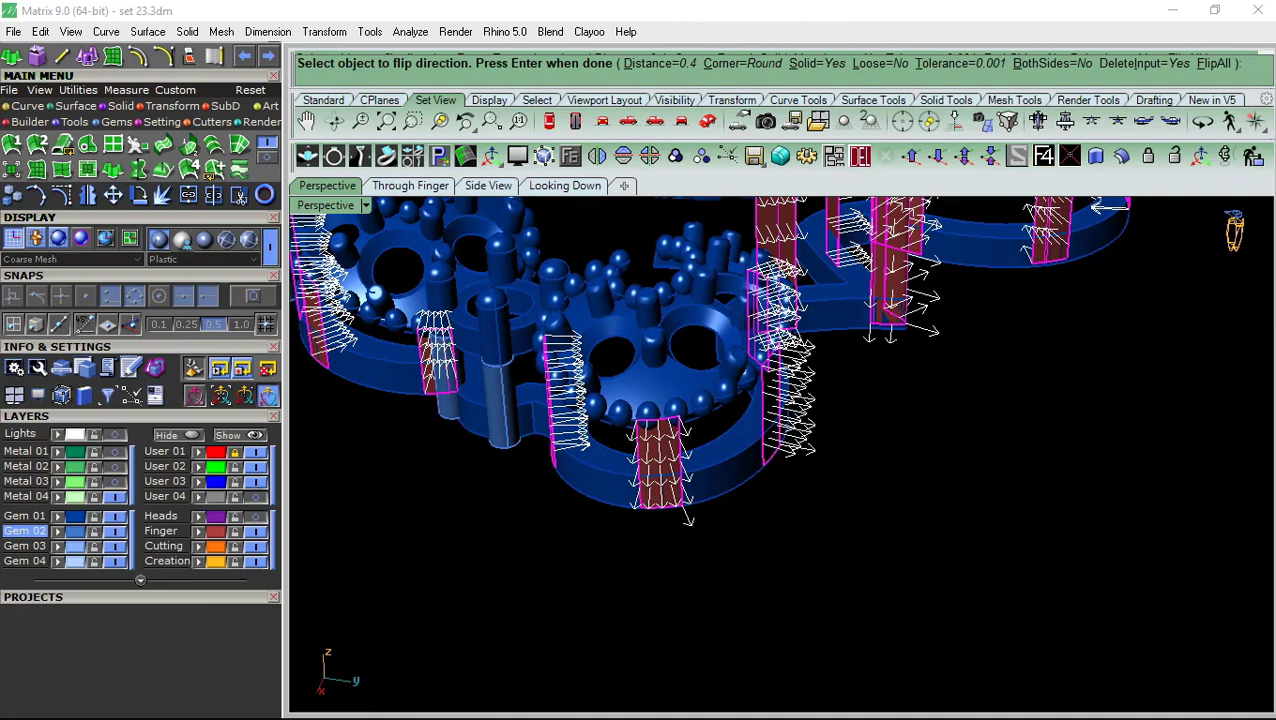 Matrix 9.0 (64-bit) - set 23.3dm
File Edit View Curve Surface Solid Mesh Dimension Transform Tools Analyze Render Rhino 5.0 Blend Clayoo Help
Select object to flip direction. Press Enter when done ( Distance=0.4 Corner=Round Solid=Yes Loose=No Tolerance=0.001 BothSides=No DeleteInput=Yes FlipAll ):
MAIN MENU
File View Utilities Measure Custom Reset
Curve Surface Solid Transform SubD Art
Builder Tools Gems Setting Cutters Render
Standard CPlanes Set View Display Select Viewport Layout Visibility Transform Curve Tools Surface Tools Solid Tools Mesh Tools Render Tools Drafting New in V5
Perspective Through Finger Side View Looking Down
Perspective
DISPLAY
Coarse Mesh Plastic
SNAPS
0.1 0.25 0.5 1.0
INFO & SETTINGS
LAYERS
Lights Hide Show
Metal 01 User 01
Metal 02 User 02
Metal 03 User 03
Metal 04 User 04
Gem 01 Heads
Gem 02 Finger
Gem 03 Cutting
Gem 04 Creation
PROJECTS
z
y
x